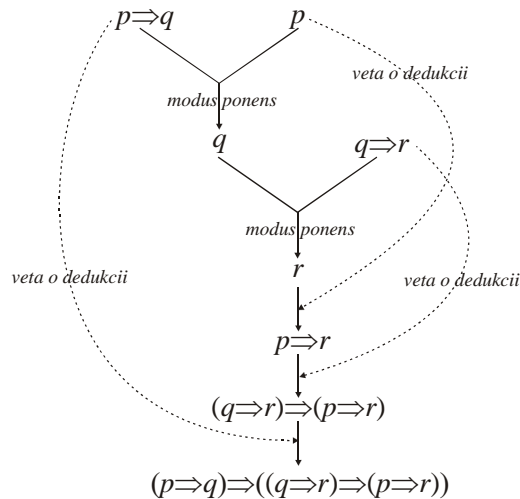 p⇒q p
veta o dedukcii
modus ponens
q q⇒r
modus ponens
veta o dedukcii veta o dedukcii
r
p⇒r
(q⇒r)⇒(p⇒r)
(p⇒q)⇒((q⇒r)⇒(p⇒r))